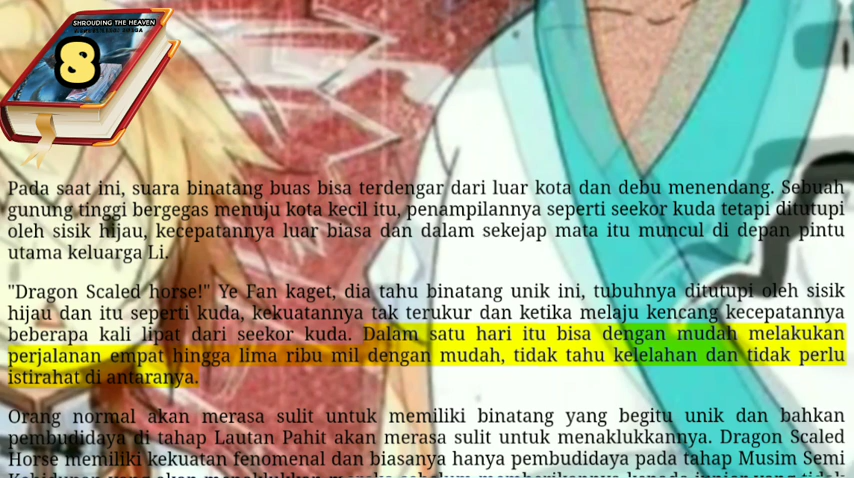 SHROUDING THE HEAVEN
8
Pada saat ini, suara binatang buas bisa terdengar dari luar kota dan debu menendang. Sebuah
gunung tinggi bergegas menuju kota kecil itu, penampilannya seperti seekor kuda tetapi ditutupi
oleh sisik hijau, kecepatannya luar biasa dan dalam sekejap mata itu muncul di depan pintu
utama keluarga Li.
"Dragon Scaled horse!" Ye Fan kaget, dia tahu binatang unik ini, tubuhnya ditutupi oleh sisik
hijau dan itu seperti kuda, kekuatannya tak terukur dan ketika melaju kencang kecepatannya
beberapa kali lipat dari seekor kuda. Dalam satu hari itu bisa dengan mudah melakukan
perjalanan empat hingga lima ribu mil dengan mudah, tidak tahu kelelahan dan tidak perlu
istirahat di antaranya.
Orang normal akan merasa sulit untuk memiliki binatang yang begitu unik dan bahkan
pembudidaya di tahap Lautan Pahit akan merasa sulit untuk menaklukkannya. Dragon Scaled
Horse memiliki kekuatan fenomenal dan biasanya hanya pembudidaya pada tahap Musim Semi